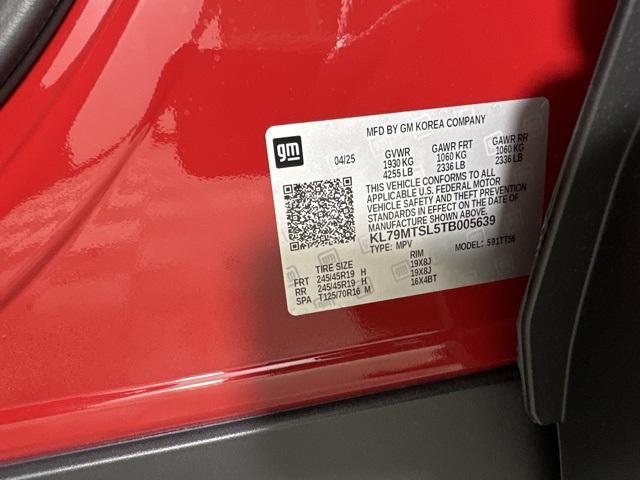 MFD BY GM KOREA COMPANY
gm
04/25 GVWR GAWR FRT GAWR RR
1930 KG 1060 KG 1060 KG
4255 LB 2336 LB 2336 LB
THIS VEHICLE CONFORMS TO ALL
APPLICABLE U.S. FEDERAL MOTOR
VEHICLE SAFETY AND THEFT PREVENTION
STANDARDS IN EFFECT ON THE DATE OF
MANUFACTURE SHOWN ABOVE.
KL79MTSL5TB005639
TYPE: MPV MODEL: 591TT56
TIRE SIZE RIM
FRT 245/45R19 H 19X8J
RR 245/45R19 H 19X8J
SPA T125/70R16 M 16X4BT